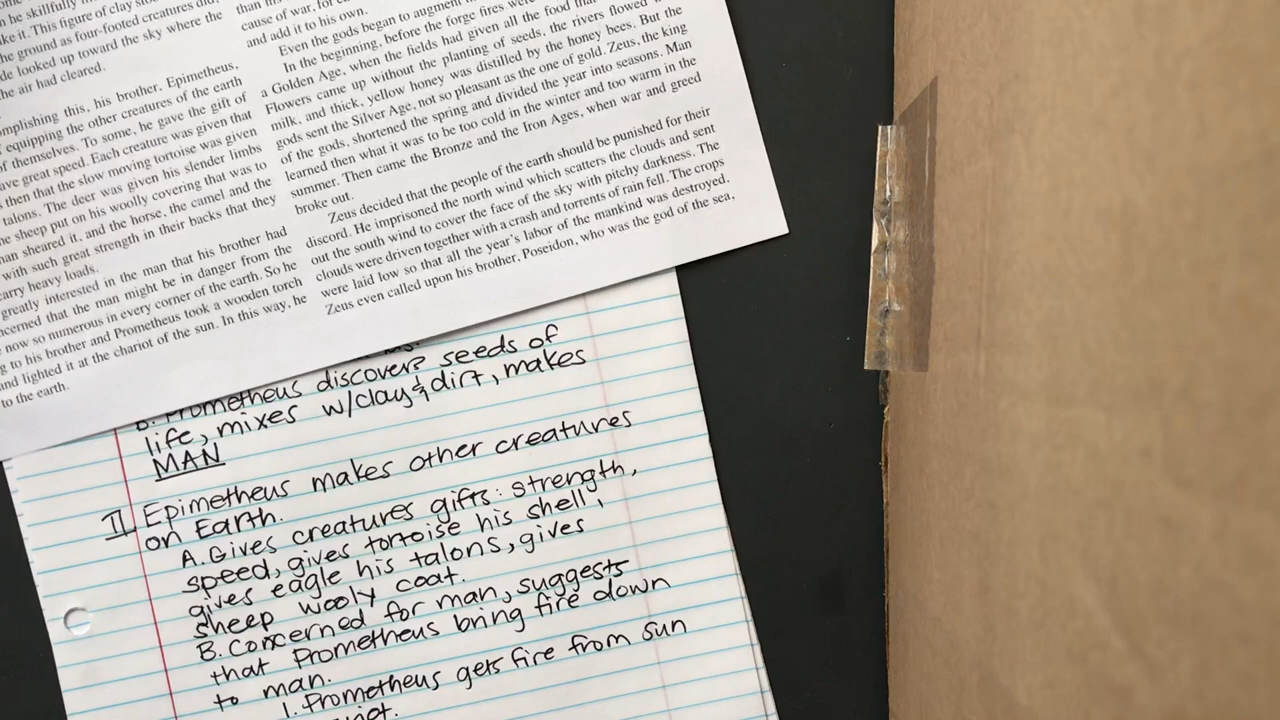 he skillfully
ke it. This figure of clay
the ground as four-footed creatures did,
de looked up toward the sky where the
he air had cleared.
mplishing this, his brother, Epimetheus,
equipping the other creatures of the earth
f themselves. To some, he gave the gift of
ave great speed. Each creature was given that
then that the slow moving tortoise was given
talons. The deer was given his slender limbs
he sheep put on his woolly covering that was to
man sheared it, and the horse, the camel and the
with such great strength in their backs that they
arry heavy loads.
greatly interested in the man that his brother had
ncerned that the man might be in danger from the
now so numerous in every corner of the earth. So he
g to his brother and Prometheus took a wooden torch
and lighted it at the chariot of the sun. In this way, he
to the earth.
cause of war, for
and add it to his own.
Even the gods began to augment
In the beginning, before the forge fires were
a Golden Age, when the fields had given all the food that
Flowers came up without the planting of seeds, the rivers flowed
milk, and thick, yellow honey was distilled by the honey bees. But the
gods sent the Silver Age, not so pleasant as the one of gold. Zeus, the king
of the gods, shortened the spring and divided the year into seasons. Man
learned then what it was to be too cold in the winter and too warm in the
summer. Then came the Bronze and the Iron Ages, when war and greed
broke out.
Zeus decided that the people of the earth should be punished for their
discord. He imprisoned the north wind which scatters the clouds and sent
out the south wind to cover the face of the sky with pitchy darkness. The
clouds were driven together with a crash and torrents of rain fell. The crops
were laid low so that all the year's labor of the mankind was destroyed.
Zeus even called upon his brother, Poseidon, who was the god of the sea,
B. Prometheus discovers seeds of
life, mixes w/clay & dirt, makes
MAN
II. Epimetheus makes other creatures
on Earth.
A. Gives creatures gifts: strength,
speed, gives tortoise his shell,
gives eagle his talons, gives
sheep wooly coat.
B. Concerned for man, suggests
that Prometheus bring fire down
to man.
1. Prometheus gets fire from sun